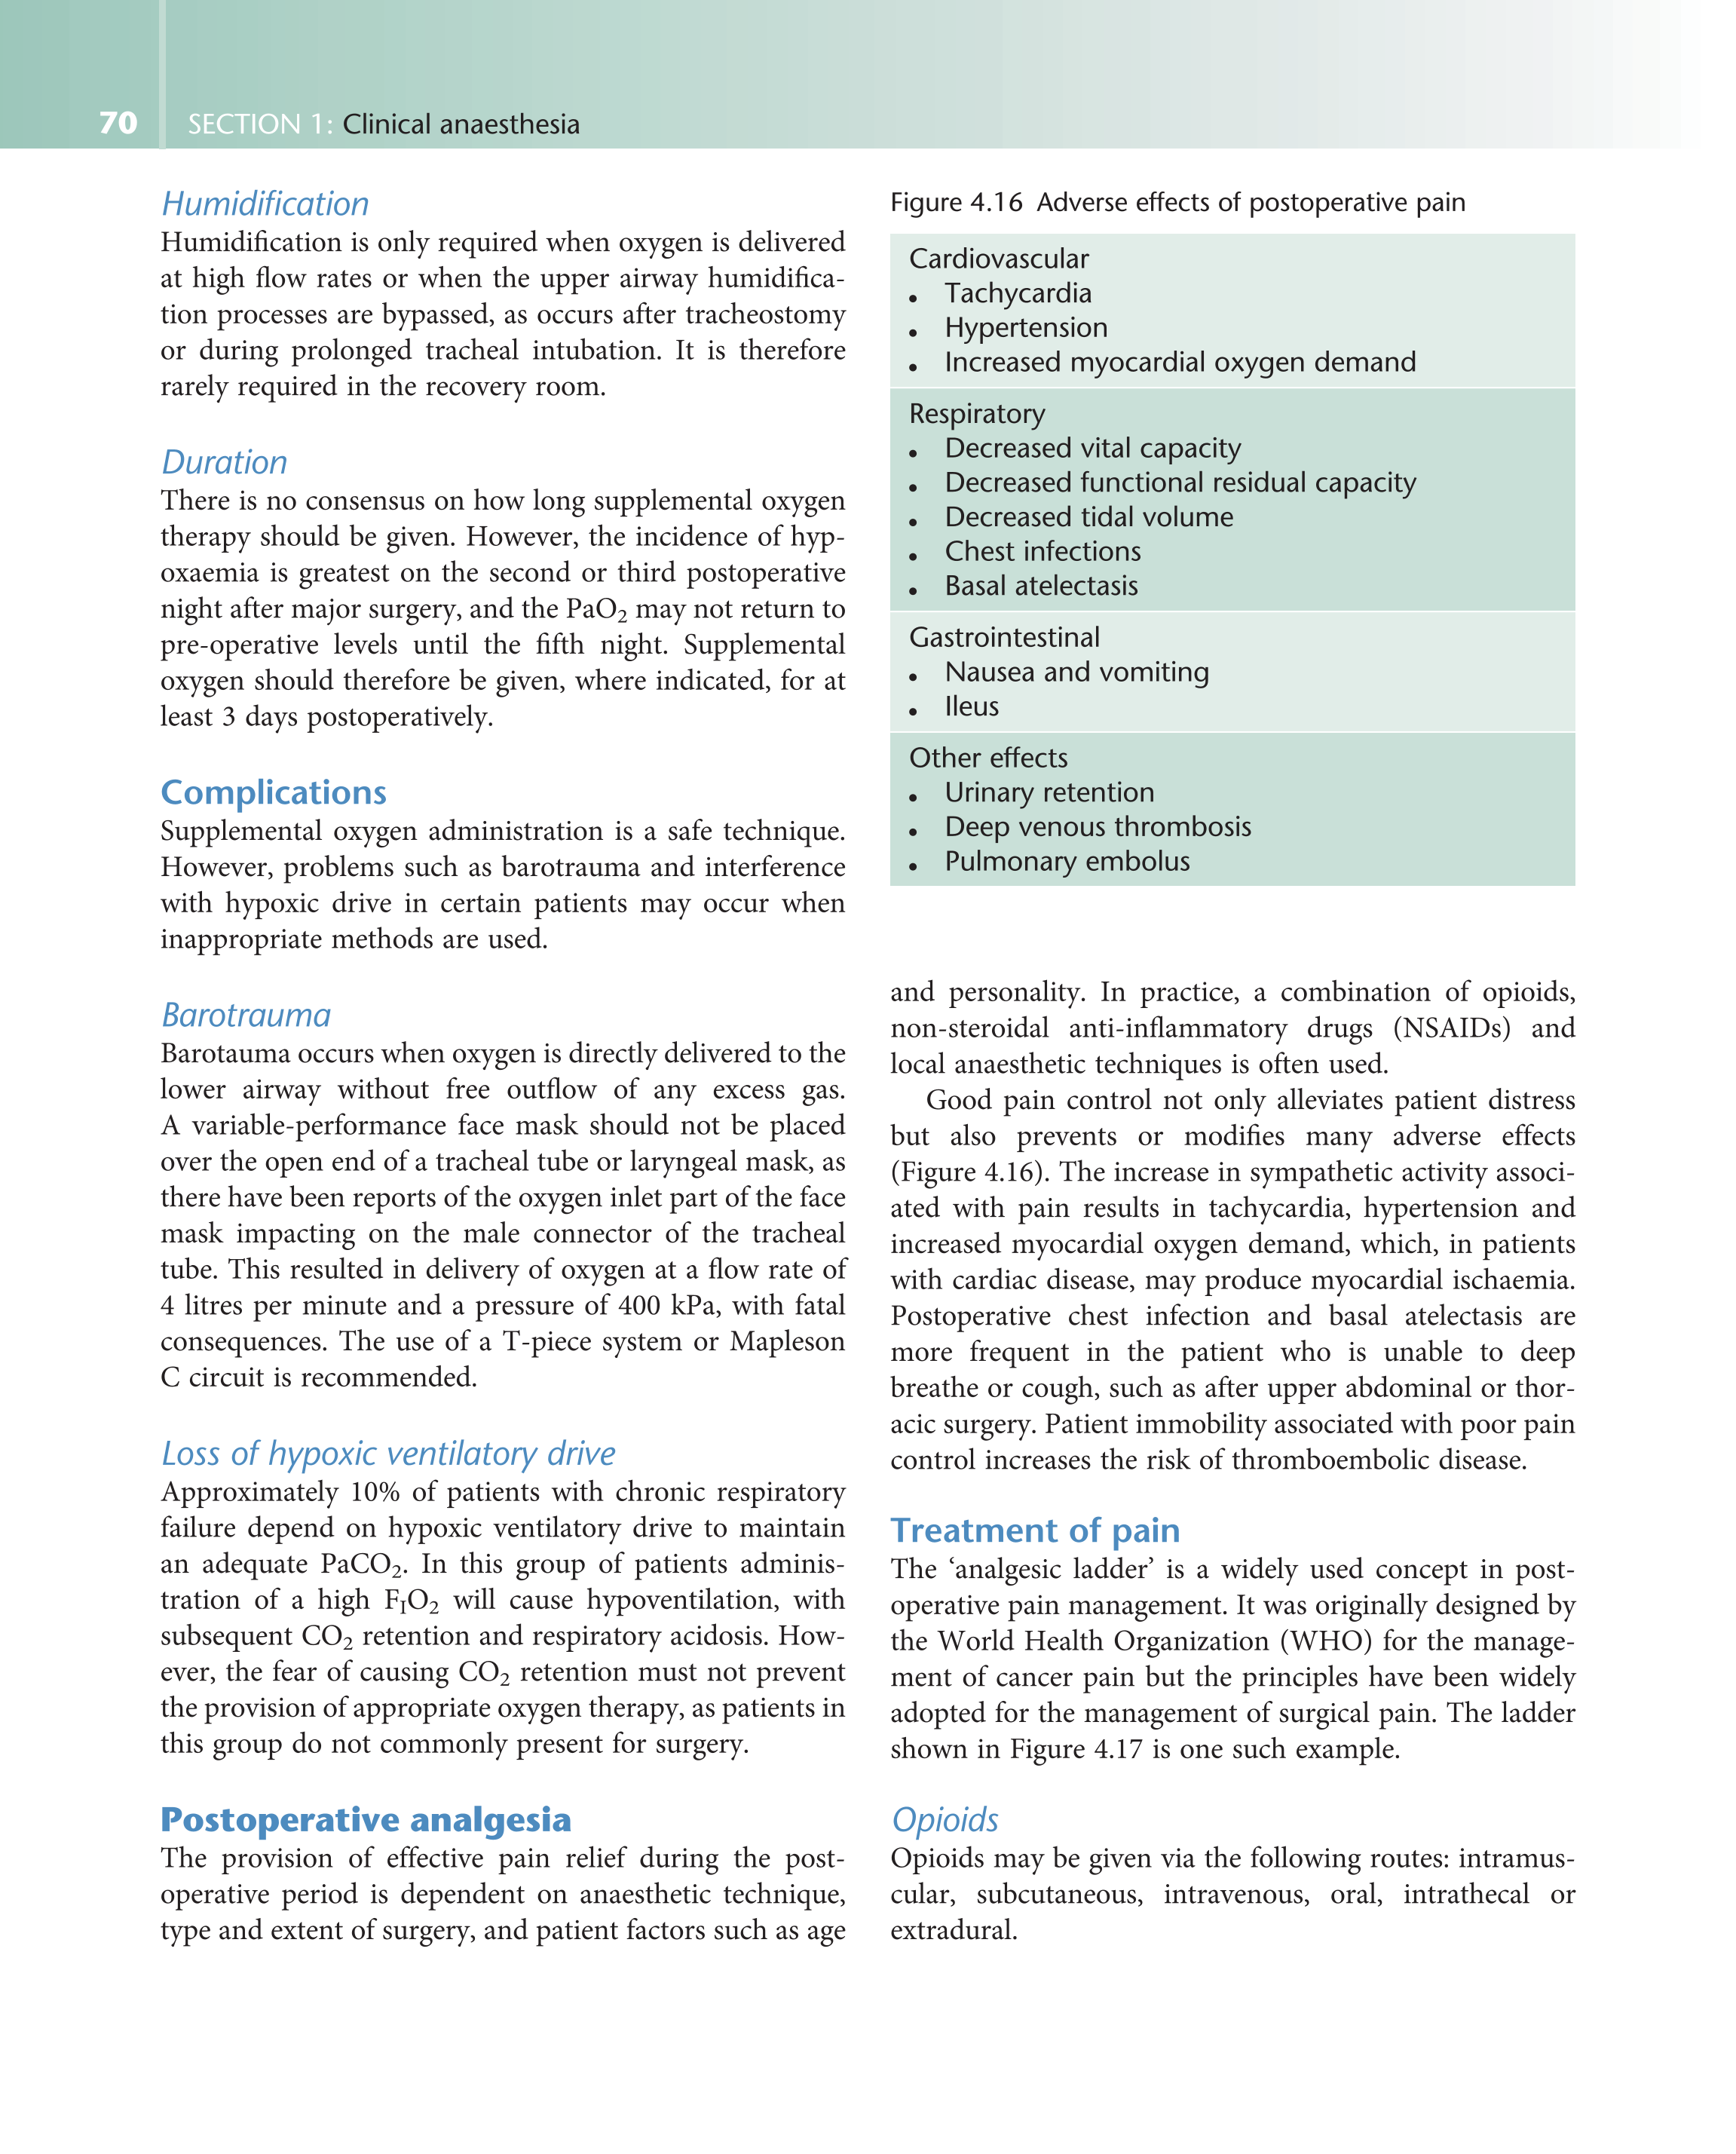 70 SECTION 1: Clinical anaesthesia
Humidification
Humidification is only required when oxygen is delivered
at high flow rates or when the upper airway humidifica-
tion processes are bypassed, as occurs after tracheostomy
or during prolonged tracheal intubation. It is therefore
rarely required in the recovery room.
Duration
There is no consensus on how long supplemental oxygen
therapy should be given. However, the incidence of hyp-
oxaemia is greatest on the second or third postoperative
night after major surgery, and the PaO₂ may not return to
pre-operative levels until the fifth night. Supplemental
oxygen should therefore be given, where indicated, for at
least 3 days postoperatively.
Complications
Supplemental oxygen administration is a safe technique.
However, problems such as barotrauma and interference
with hypoxic drive in certain patients may occur when
inappropriate methods are used.
Barotrauma
Barotauma occurs when oxygen is directly delivered to the
lower airway without free outflow of any excess gas.
A variable-performance face mask should not be placed
over the open end of a tracheal tube or laryngeal mask, as
there have been reports of the oxygen inlet part of the face
mask impacting on the male connector of the tracheal
tube. This resulted in delivery of oxygen at a flow rate of
4 litres per minute and a pressure of 400 kPa, with fatal
consequences. The use of a T-piece system or Mapleson
C circuit is recommended.
Loss of hypoxic ventilatory drive
Approximately 10% of patients with chronic respiratory
failure depend on hypoxic ventilatory drive to maintain
an adequate PaCO₂. In this group of patients adminis-
tration of a high FIO₂ will cause hypoventilation, with
subsequent CO₂ retention and respiratory acidosis. How-
ever, the fear of causing CO₂ retention must not prevent
the provision of appropriate oxygen therapy, as patients in
this group do not commonly present for surgery.
Postoperative analgesia
The provision of effective pain relief during the post-
operative period is dependent on anaesthetic technique,
type and extent of surgery, and patient factors such as age
Figure 4.16 Adverse effects of postoperative pain
Cardiovascular
• Tachycardia
• Hypertension
• Increased myocardial oxygen demand
Respiratory
• Decreased vital capacity
• Decreased functional residual capacity
• Decreased tidal volume
• Chest infections
• Basal atelectasis
Gastrointestinal
• Nausea and vomiting
• Ileus
Other effects
• Urinary retention
• Deep venous thrombosis
• Pulmonary embolus
and personality. In practice, a combination of opioids,
non-steroidal anti-inflammatory drugs (NSAIDs) and
local anaesthetic techniques is often used.
Good pain control not only alleviates patient distress
but also prevents or modifies many adverse effects
(Figure 4.16). The increase in sympathetic activity associ-
ated with pain results in tachycardia, hypertension and
increased myocardial oxygen demand, which, in patients
with cardiac disease, may produce myocardial ischaemia.
Postoperative chest infection and basal atelectasis are
more frequent in the patient who is unable to deep
breathe or cough, such as after upper abdominal or thor-
acic surgery. Patient immobility associated with poor pain
control increases the risk of thromboembolic disease.
Treatment of pain
The ‘analgesic ladder’ is a widely used concept in post-
operative pain management. It was originally designed by
the World Health Organization (WHO) for the manage-
ment of cancer pain but the principles have been widely
adopted for the management of surgical pain. The ladder
shown in Figure 4.17 is one such example.
Opioids
Opioids may be given via the following routes: intramus-
cular, subcutaneous, intravenous, oral, intrathecal or
extradural.